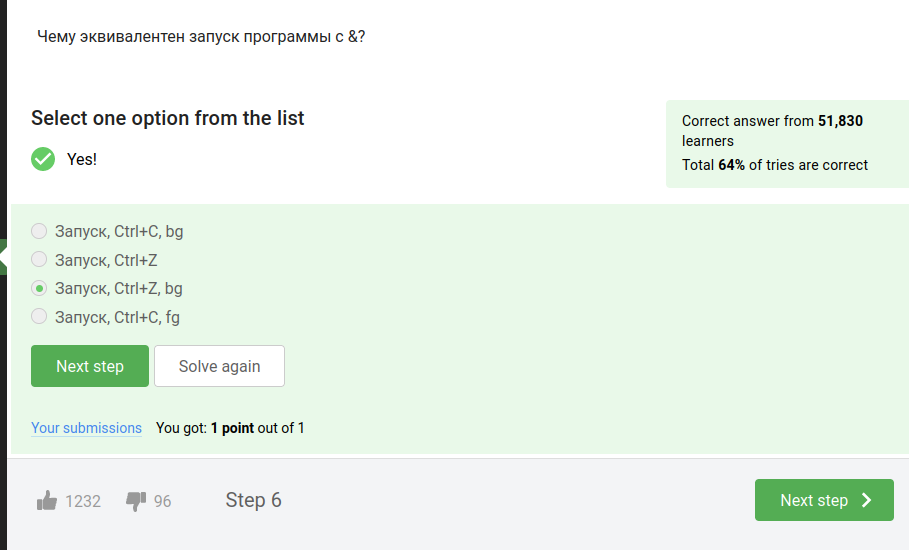 Чему эквивалентен запуск программы с &?
Select one option from the list
Yes!
Correct answer from 51,830
learners
Total 64% of tries are correct
Запуск, Ctrl+C, bg
Запуск, Ctrl+Z
Запуск, Ctrl+Z, bg
Запуск, Ctrl+C, fg
Next step Solve again
Your submissions You got: 1 point out of 1
1232 96 Step 6 Next step